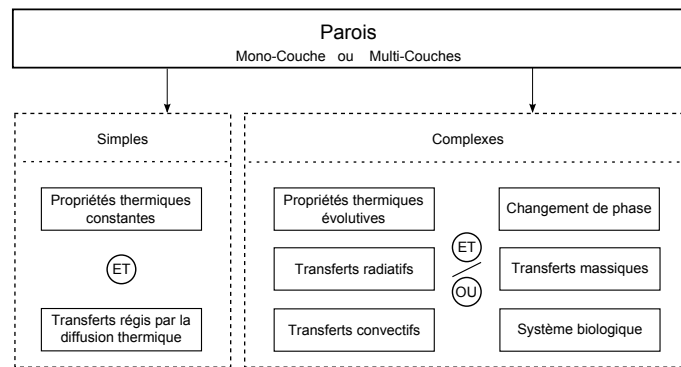 Parois
Mono-Couche ou Multi-Couches
Simples
Propriétés thermiques
constantes
ET
Transferts régis par la
diffusion thermique
Complexes
Propriétés thermiques
évolutives
Changement de phase
ET
OU
Transferts radiatifs
Transferts massiques
Transferts convectifs
Système biologique